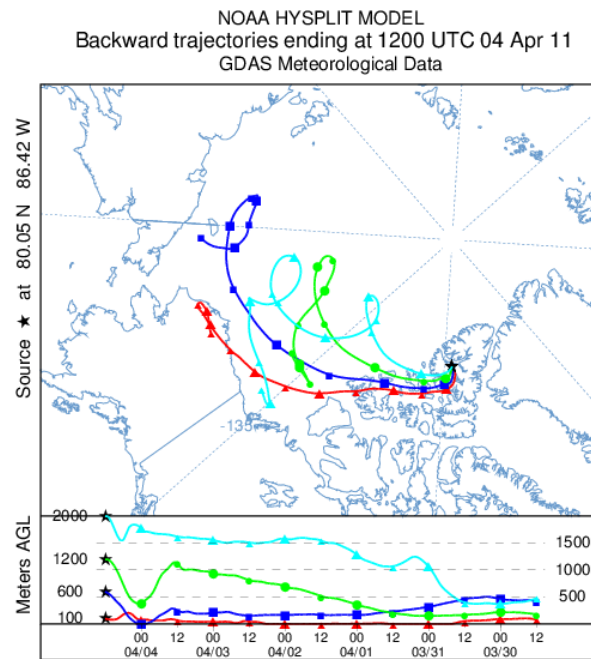 NOAA HYSPLIT MODEL
Backward trajectories ending at 1200 UTC 04 Apr 11
GDAS Meteorological Data
Source ★ at 80.05 N 86.42 W
-135
Meters AGL
2000
1200
600
100
1500
1000
500
00 12 00 12 00 12 00 12 00 12 00 12
04/04 04/03 04/02 04/01 03/31 03/30